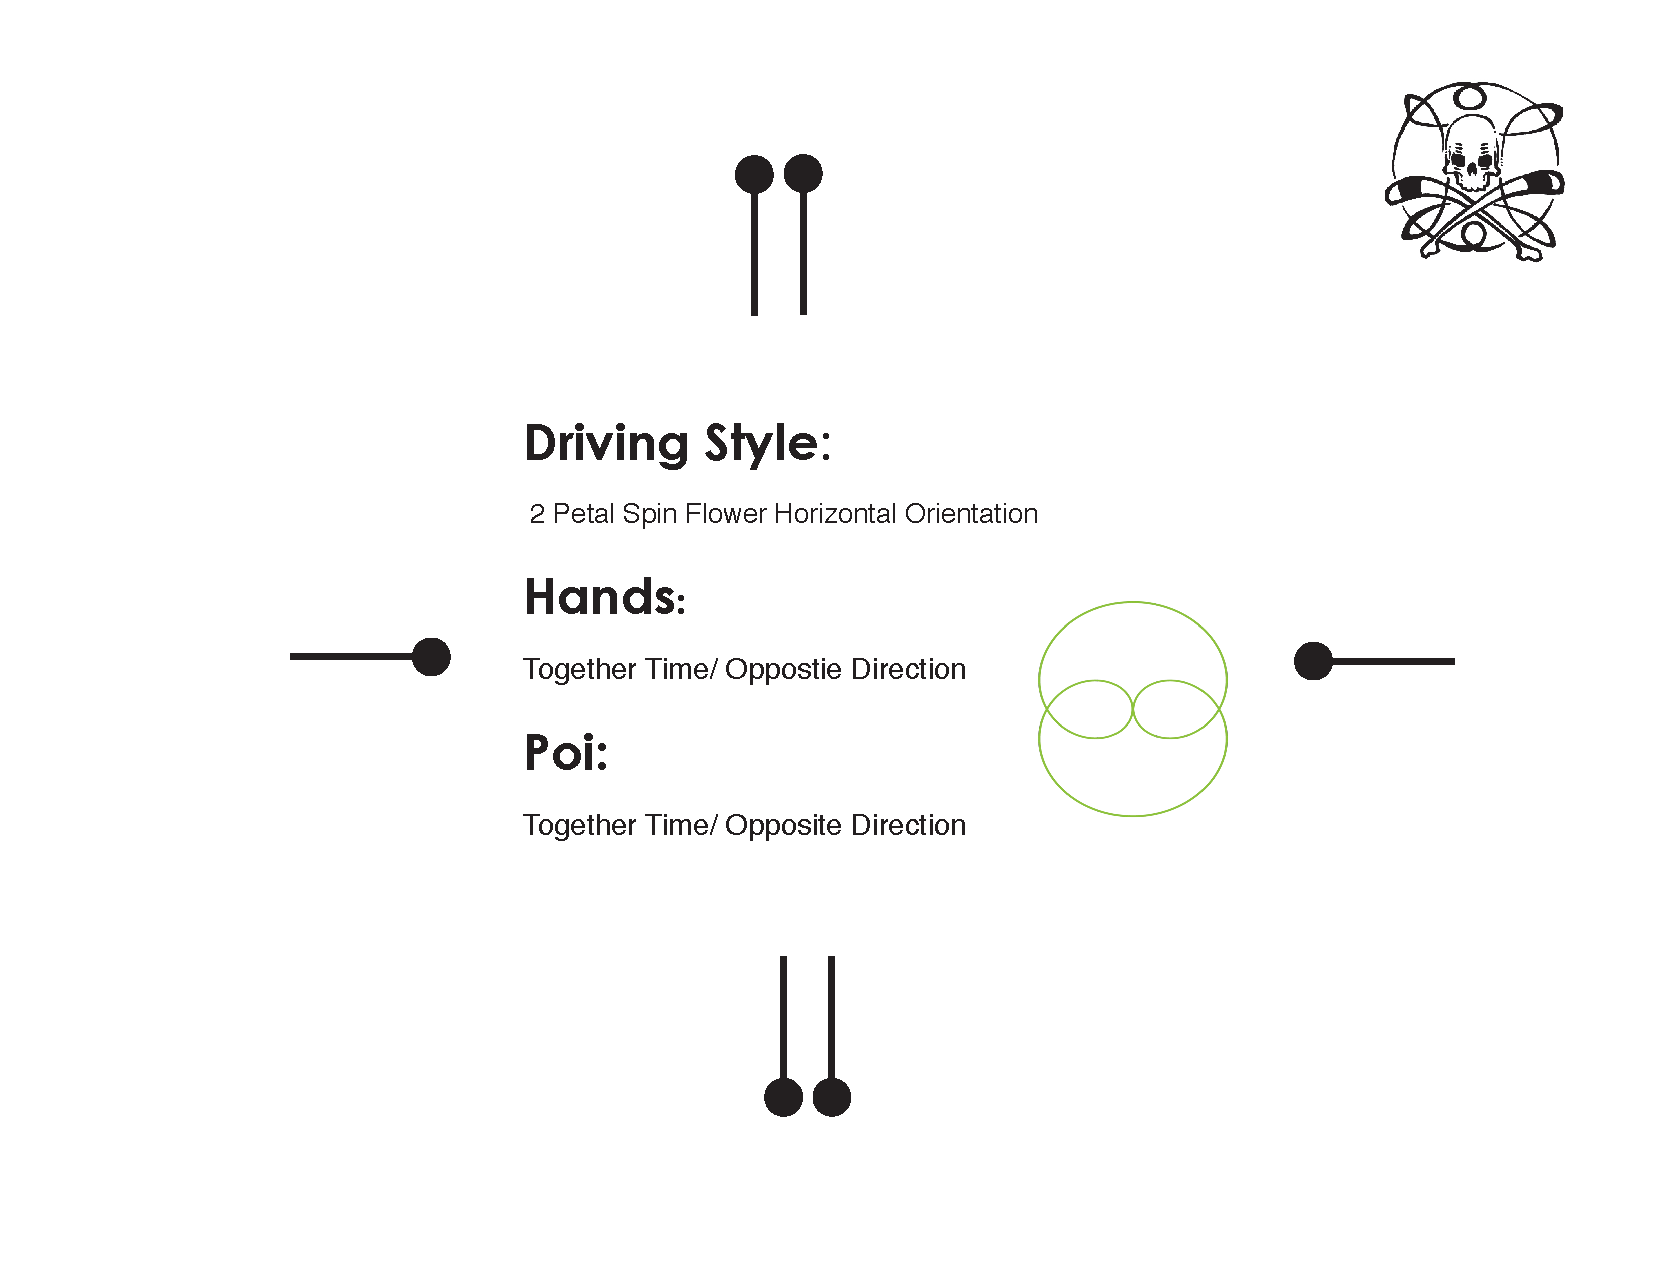 Driving Style:
2 Petal Spin Flower Horizontal Orientation
Hands:
Together Time/ Oppostie Direction
Poi:
Together Time/ Opposite Direction